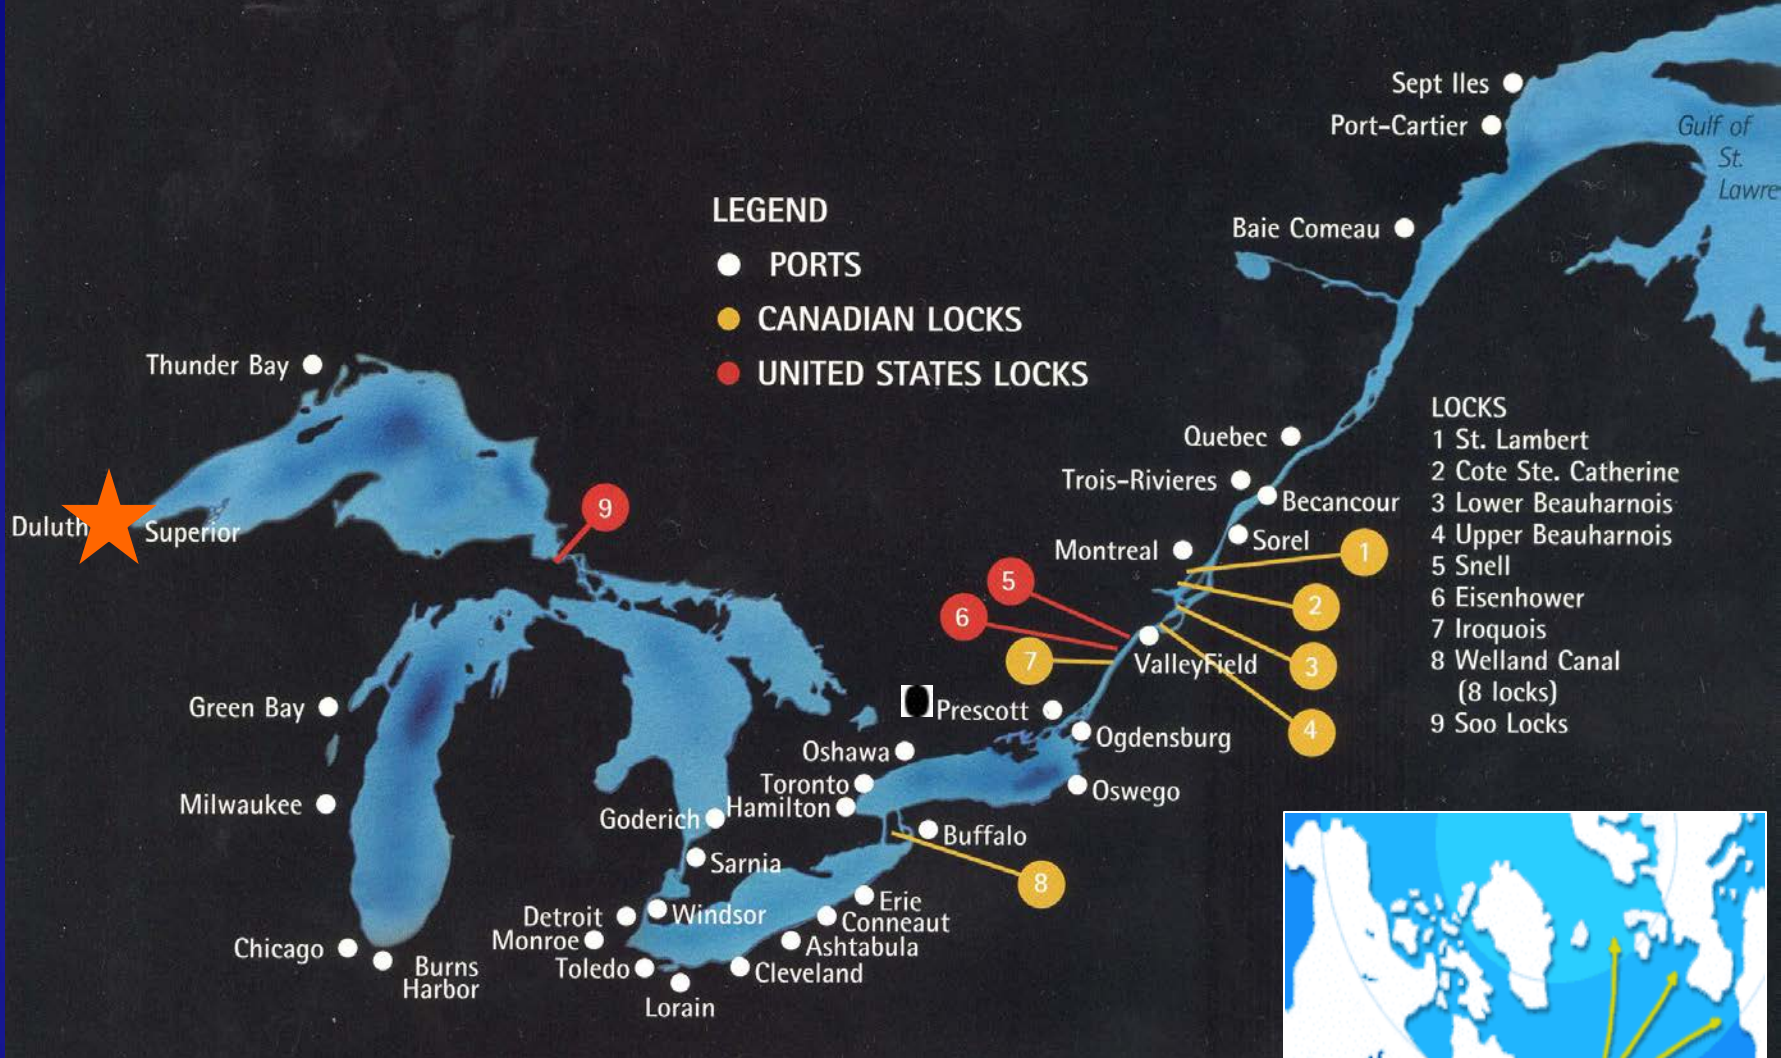 Sept Iles
Port-Cartier
Gulf of
St.
Lawre
Baie Comeau
LEGEND
PORTS
CANADIAN LOCKS
UNITED STATES LOCKS
Thunder Bay
Duluth
Superior
9
Quebec
Trois-Rivieres
Becancour
Sorel
Montreal
1
5
2
6
7
3
ValleyField
4
LOCKS
1 St. Lambert
2 Cote Ste. Catherine
3 Lower Beauharnois
4 Upper Beauharnois
5 Snell
6 Eisenhower
7 Iroquois
8 Welland Canal
(8 locks)
9 Soo Locks
Green Bay
Prescott
Ogdensburg
Oshawa
Toronto
Oswego
Milwaukee
Hamilton
Goderich
Buffalo
Sarnia
8
Erie
Detroit
Windsor
Conneaut
Monroe
Ashtabula
Chicago
Toledo
Cleveland
Burns
Harbor
Lorain